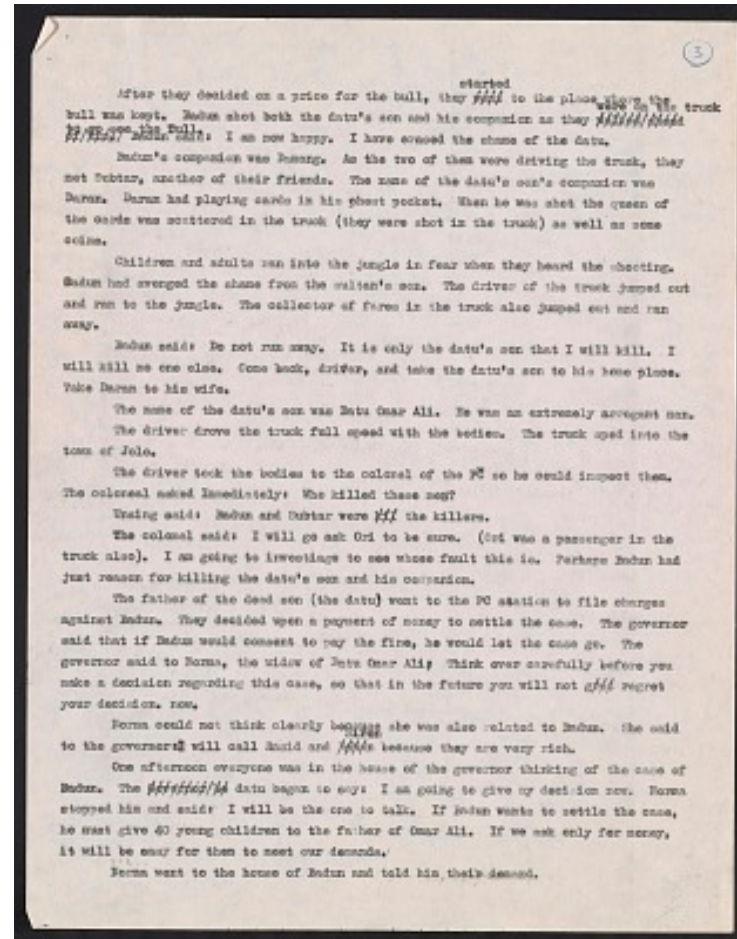 3
started
After they decided on a price for the bull, they //// to the place where the
were on the truck
bull was kept. Badun shot both the datu's son and his companion as they
to go see the Bull.
Badun said: I am now happy. I have avenged the shame of the datu.
Badun's companion was As the two of them were driving the truck, they
met Subtar, another of their friends. The name of the datu's son's companion was
Daran. Daran had playing cards in his phest pocket. When he was shot the queen of
the cards was scattered in the truck (they were shot in the truck) as well as some
coins.
Children and adults ran into the jungle in fear when they heard the shooting.
Badun had avenged the shame from the sultan's son. The driver of the truck jumped out
and ran to the jungle. The collector of fares in the truck also jumped out and ran
away.
Badun said: Do not run away. It is only the datu's son that I will kill. I
will kill no one else. Come back, driver, and take the datu's son to his home place.
Take Daran to his wife.
The name of the datu's son was Datu Omar Ali. He was an extremely arrogant man.
The driver drove the truck full speed with the bodies. The truck sped into the
town of Jolo.
The driver took the bodies to the colonal of the PC so he could inspect them.
The coloneal asked Immediately: Who killed these men?
Unsing said: Badun and Subtar were /// the killers.
The colonal said: I will go ask Ori to be sure. (Ori was a passenger in the
truck also). I am going to investinge to see whose fault this is. Perhaps Badun had
just reason for killing the datu's son and his companion.
The father of the dead son (the datu) went to the PC station to file charges
against Badun. They decided upon a payment of money to settle the case. The governor
said that if Badun would consent to pay the fine, he would let the case go. The
governor said to Norma, the widow of Datu Omar Ali; Think over carefully before you
make a decision regarding this case, so that in the future you will not regret
your decision. now.
Norma could not think clearly because she was also related to Badun. She said
to the governor: will call and because they are very rich.
One afternoon everyone was in the house of the governor thinking of the case of
Badun. The datu began to say: I am going to give my decision now. Norma
stopped him and said: I will be the one to talk. If Badun wants to settle the case,
he must give 40 young children to the father of Omar Ali. If we ask only for money,
it will be easy for them to meet our demands.
Norma went to the house of Badun and told him their demand.